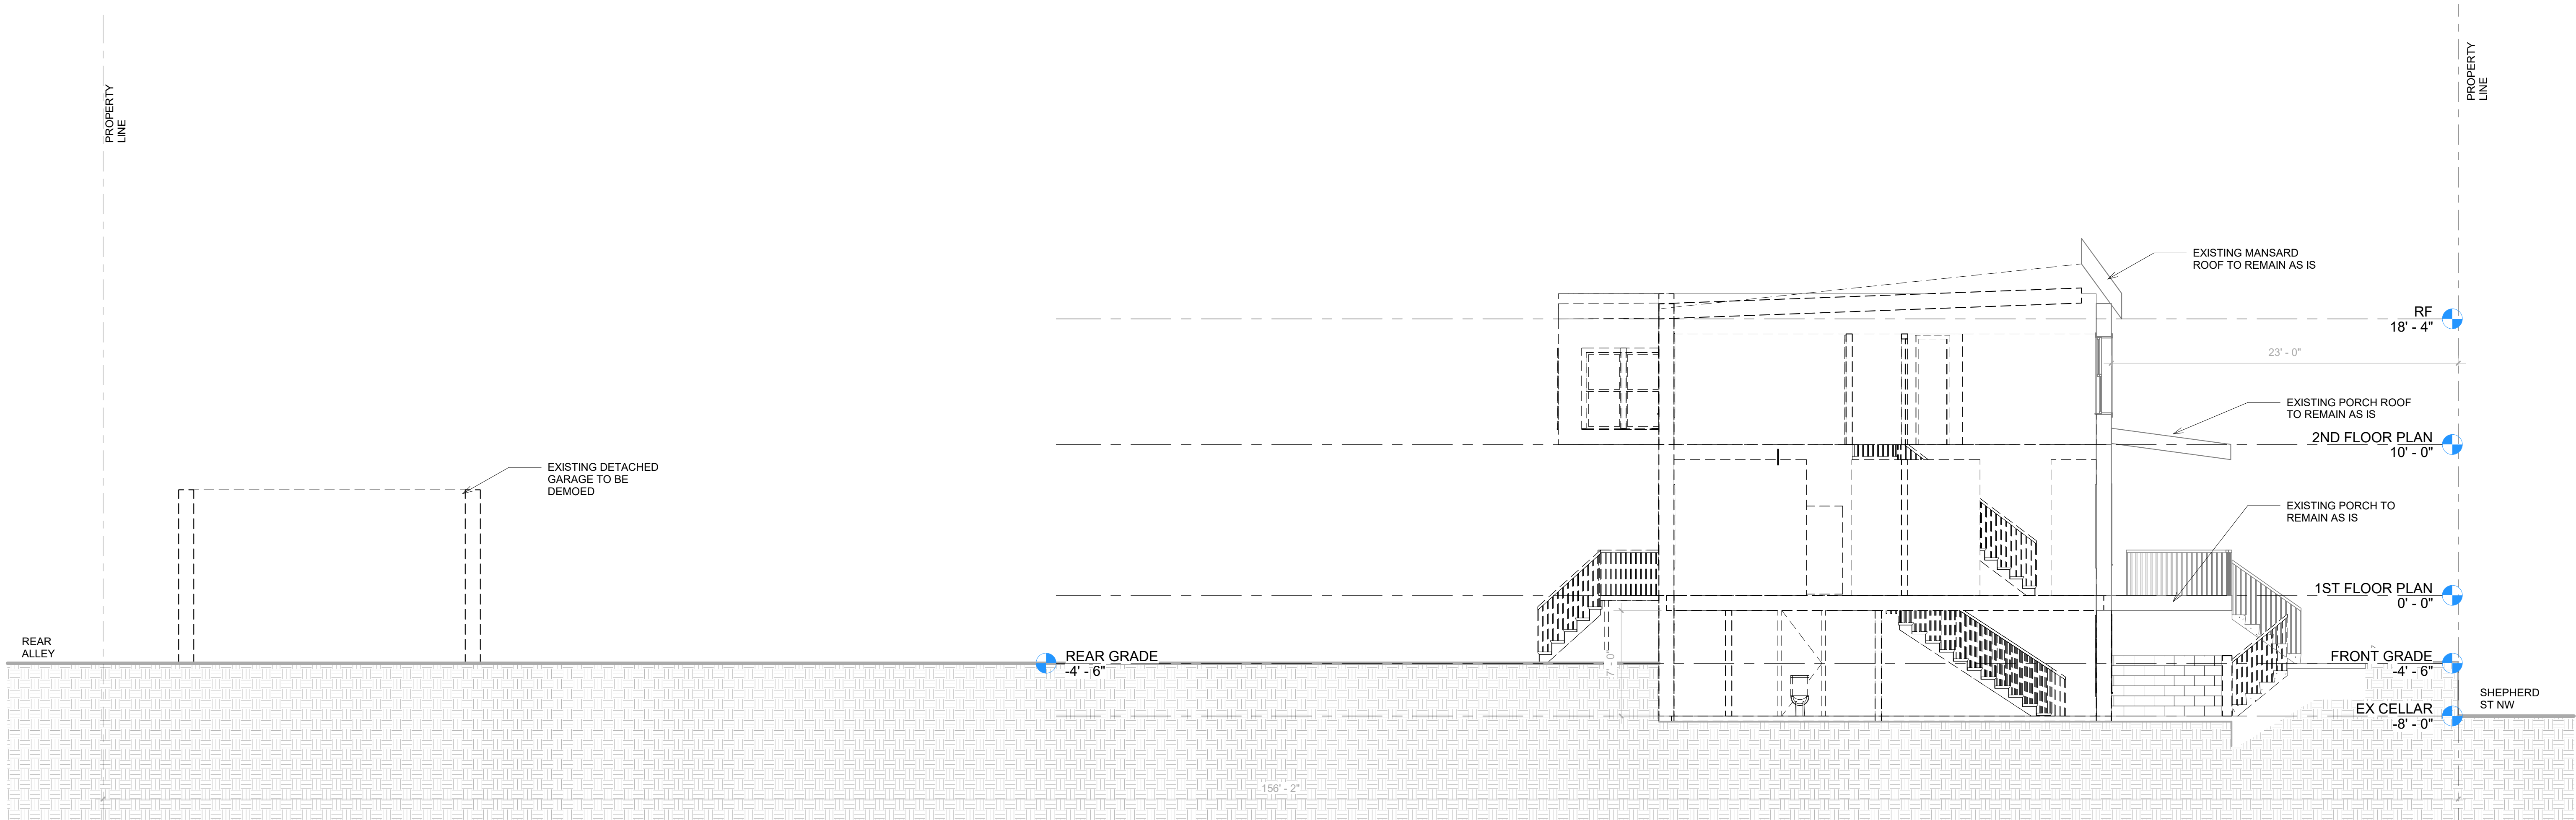 PROPERTY
LINE
PROPERTY
LINE
EXISTING MANSARD
ROOF TO REMAIN AS IS
RF
18' - 4"
23' - 0"
EXISTING PORCH ROOF
TO REMAIN AS IS
2ND FLOOR PLAN
10' - 0"
EXISTING DETACHED
GARAGE TO BE
DEMOED
EXISTING PORCH TO
REMAIN AS IS
1ST FLOOR PLAN
0' - 0"
REAR
ALLEY
REAR GRADE
-4' - 6"
7' - 0"
FRONT GRADE
-4' - 6"
SHEPHERD
ST NW
EX CELLAR
-8' - 0"
156' - 2"